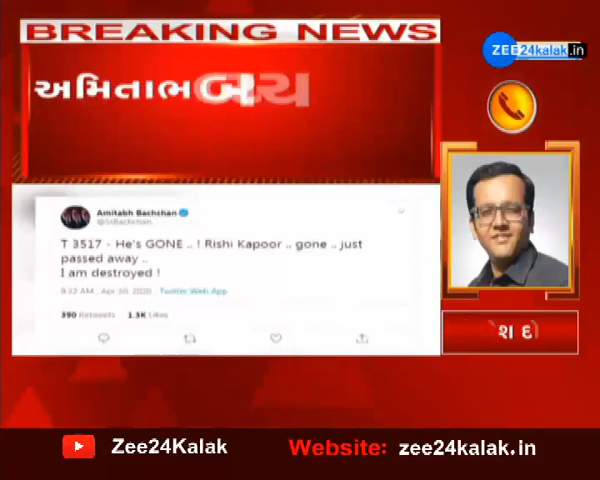 BREAKING NEWS
ZEE24kalak.in
અમિતાભ
Amitabh Bachchan
@SrBachchan
T 3517 - He's GONE .. ! Rishi Kapoor .. gone .. just
passed away ..
I am destroyed !
9:32 AM · Apr 30, 2020 · Twitter Web App
390 Retweets 1.3K Likes
Zee24Kalak
Website: zee24kalak.in